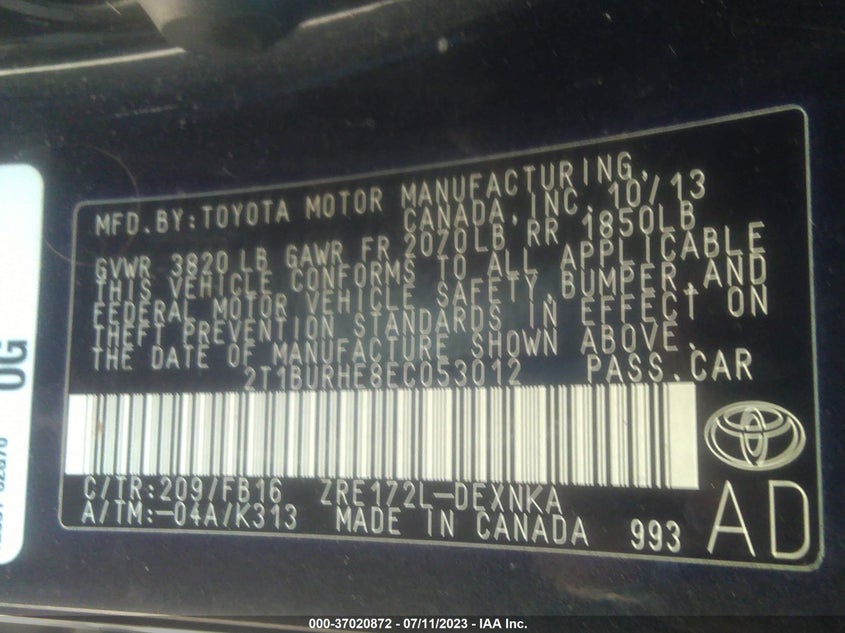 MFD.BY:TOYOTA MOTOR MANUFACTURING,
CANADA,INC. 10/13
GVWR 3820 LB GAWR FR 2070LB RR 1850LB
THIS VEHICLE CONFORMS TO ALL APPLICABLE
FEDERAL MOTOR VEHICLE SAFETY,BUMPER,AND
THEFT PREVENTION STANDARDS IN EFFECT ON
THE DATE OF MANUFACTURE SHOWN ABOVE.
2T1BURHE8EC053012 PASS.CAR
C/TR:209/FB16 ZRE172L-DEXNKA
A/TM:-04A/K313 MADE IN CANADA 993 AD
0G
000-37020872 - 07/11/2023 - IAA Inc.